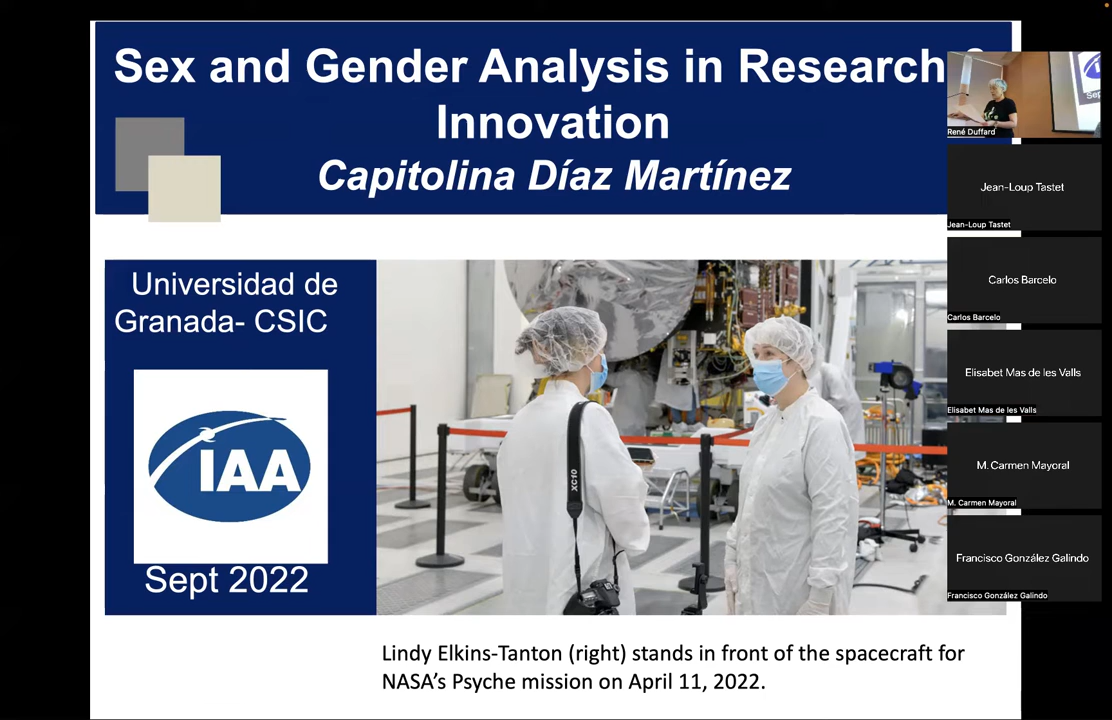 Sex and Gender Analysis in Research
Innovation
Capitolina Díaz Martínez
Universidad de
Granada- CSIC
IAA
Sept 2022
XC10
Lindy Elkins-Tanton (right) stands in front of the spacecraft for
NASA's Psyche mission on April 11, 2022.
René Duffard
Jean-Loup Tastet
Jean-Loup Tastet
Carlos Barcelo
Carlos Barcelo
Elisabet Mas de les Valls
Elisabet Mas de les Valls
M. Carmen Mayoral
M. Carmen Mayoral
Francisco González Galindo
Francisco González Galindo